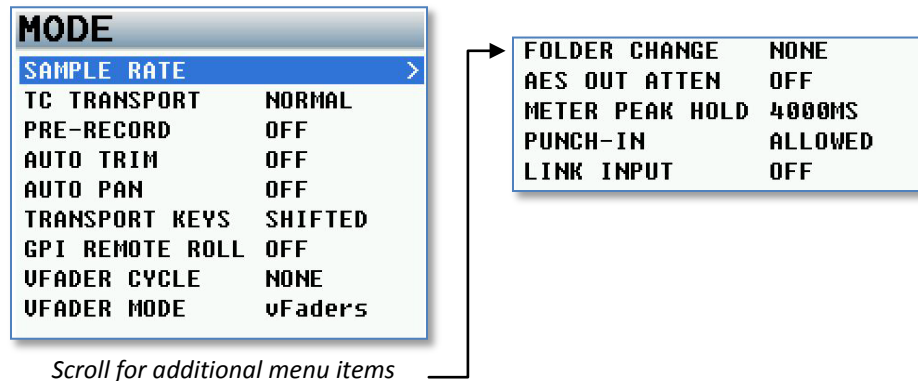 MODE
SAMPLE RATE >
TC TRANSPORT NORMAL
PRE-RECORD OFF
AUTO TRIM OFF
AUTO PAN OFF
TRANSPORT KEYS SHIFTED
GPI REMOTE ROLL OFF
VFADER CYCLE NONE
VFADER MODE vFaders
Scroll for additional menu items
FOLDER CHANGE NONE
AES OUT ATTEN OFF
METER PEAK HOLD 4000MS
PUNCH-IN ALLOWED
LINK INPUT OFF